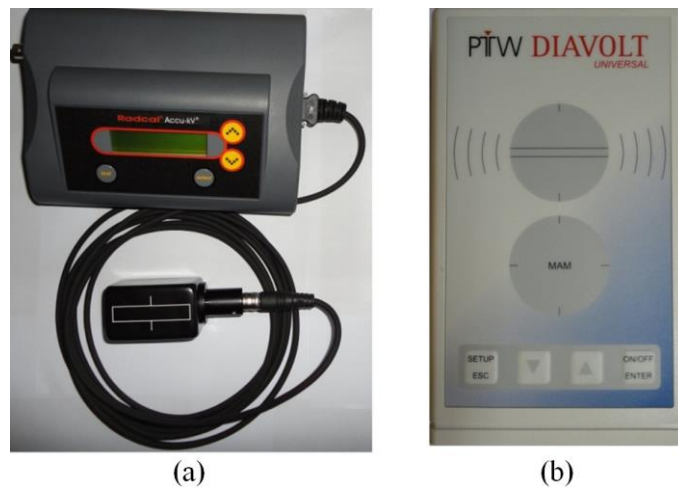 Radcal® Accu-kV®
PTW DIAVOLT
UNIVERSAL
MAM
SETUP
ESC
ON/OFF
ENTER
(a)
(b)